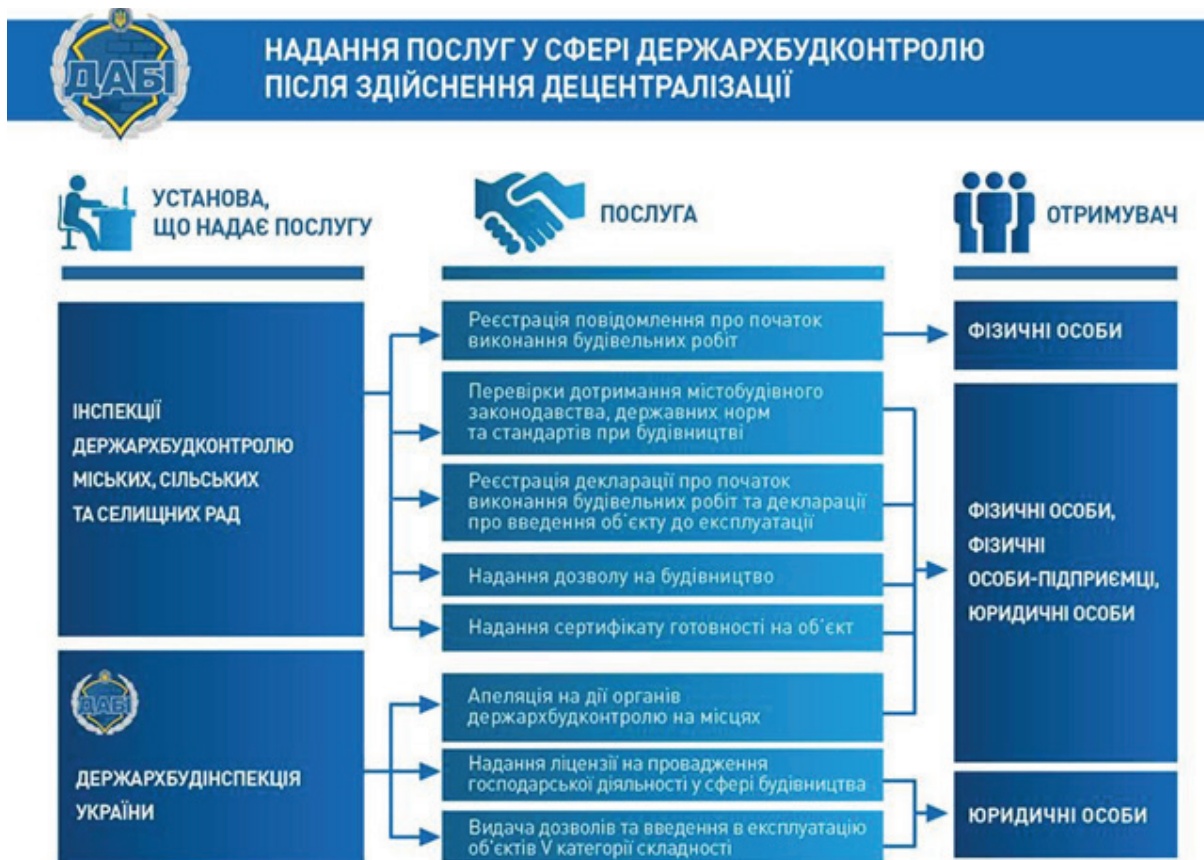 ДАБІ
НАДАННЯ ПОСЛУГ У СФЕРІ ДЕРЖАРХБУДКОНТРОЛЮ
ПІСЛЯ ЗДІЙСНЕННЯ ДЕЦЕНТРАЛІЗАЦІЇ
УСТАНОВА,
ЩО НАДАЄ ПОСЛУГУ
ПОСЛУГА
ОТРИМУВАЧ
ІНСПЕКЦІЇ
ДЕРЖАРХБУДКОНТРОЛЮ
МІСЬКИХ, СІЛЬСЬКИХ
ТА СЕЛИЩНИХ РАД
ДАБІ
ДЕРЖАРХБУДІНСПЕКЦІЯ
УКРАЇНИ
Реєстрація повідомлення про початок
виконання будівельних робіт
Перевірки дотримання містобудівного
законодавства, державних норм
та стандартів при будівництві
Реєстрація декларації про початок
виконання будівельних робіт та декларації
про введення об'єкту до експлуатації
Надання дозволу на будівництво
Надання сертифікату готовності на об'єкт
Апеляція на дії органів
держархбудконтролю на місцях
Надання ліцензії на провадження
господарської діяльності у сфері будівництва
Видача дозволів та введення в експлуатацію
об'єктів V категорії складності
ФІЗИЧНІ ОСОБИ
ФІЗИЧНІ ОСОБИ,
ФІЗИЧНІ
ОСОБИ-ПІДПРИЄМЦІ,
ЮРИДИЧНІ ОСОБИ
ЮРИДИЧНІ ОСОБИ